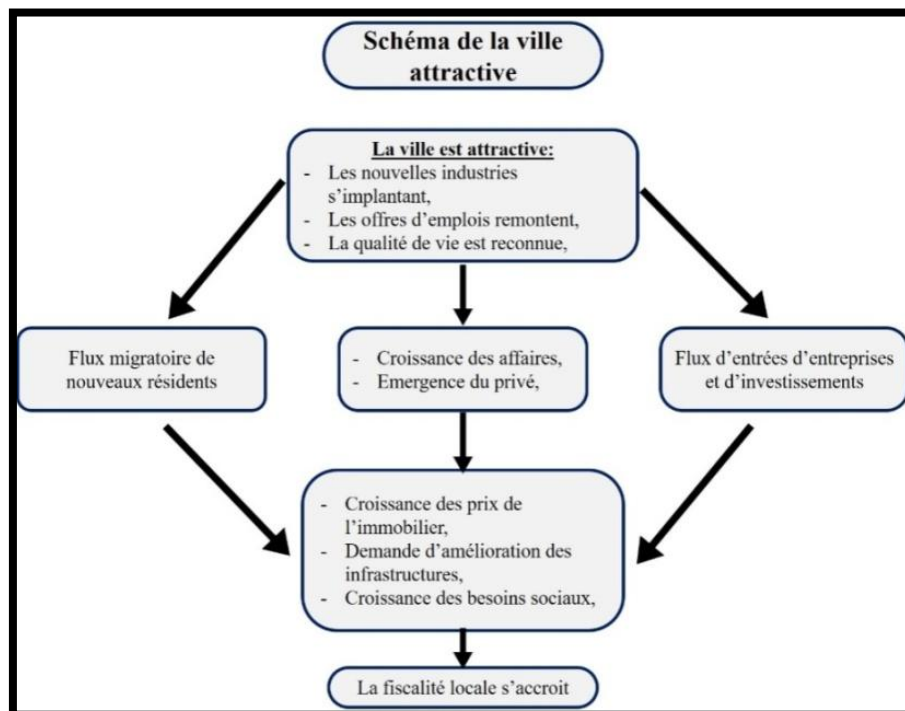 Schéma de la ville
attractive
La ville est attractive:
- Les nouvelles industries
s'implantant,
- Les offres d'emplois remontent,
- La qualité de vie est reconnue,
Flux migratoire de
nouveaux résidents
- Croissance des affaires,
- Emergence du privé,
Flux d'entrées d'entreprises
et d'investissements
- Croissance des prix de
l'immobilier,
- Demande d'amélioration des
infrastructures,
- Croissance des besoins sociaux,
La fiscalité locale s'accroit